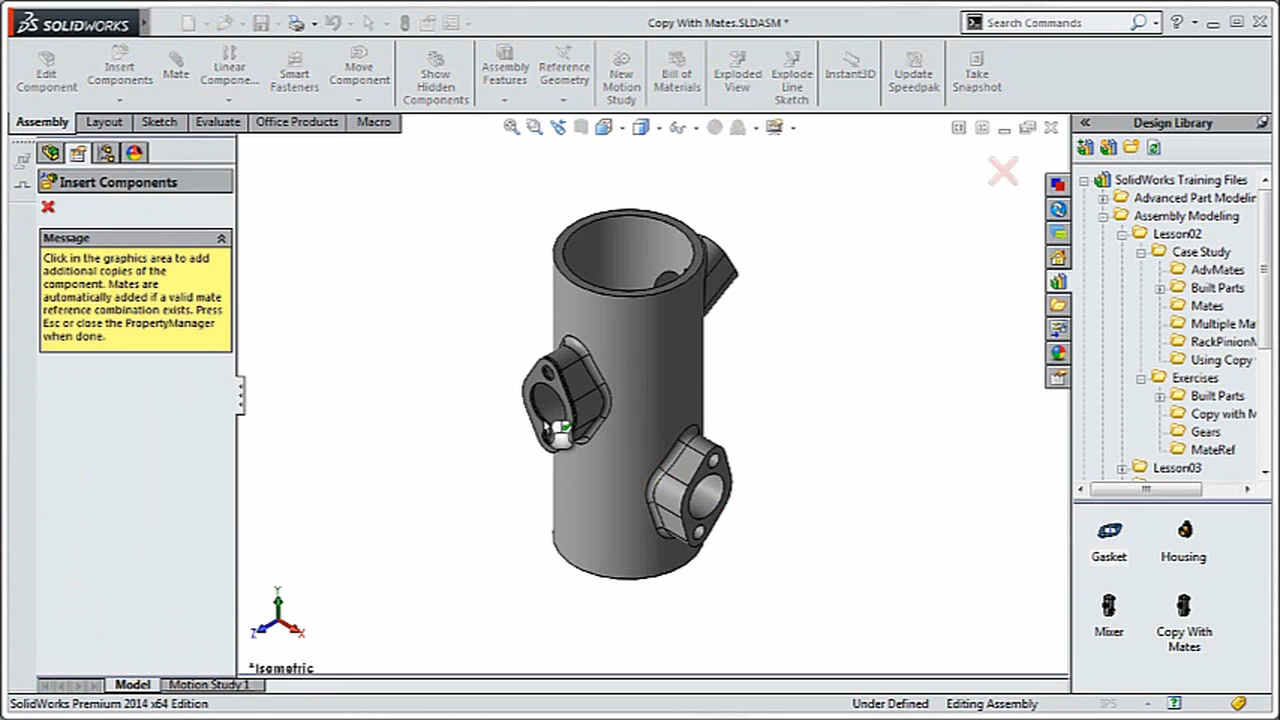 SOLIDWORKS
Copy With Mates.SLDASM *
Search Commands
Edit Component
Insert Components
Mate
Linear Compone...
Smart Fasteners
Move Component
Show Hidden Components
Assembly Features
Reference Geometry
New Motion Study
Bill of Materials
Exploded View
Explode Line Sketch
Instant3D
Update Speedpak
Take Snapshot
Assembly
Layout
Sketch
Evaluate
Office Products
Macro
Insert Components
Message
Click in the graphics area to add
additional copies of the
component. Mates are
automatically added if a valid mate
reference combination exists. Press
Esc or close the PropertyManager
when done.
Y
Z
X
*Isometric
Design Library
SolidWorks Training Files
Advanced Part Modelin
Assembly Modeling
Lesson02
Case Study
AdvMates
Built Parts
Mates
Multiple Ma
RackPinionM
Using Copy
Exercises
Built Parts
Copy with M
Gears
MateRef
Lesson03
Gasket
Housing
Mixer
Copy With
Mates
Model
Motion Study 1
SolidWorks Premium 2014 x64 Edition
Under Defined
Editing Assembly
IPS